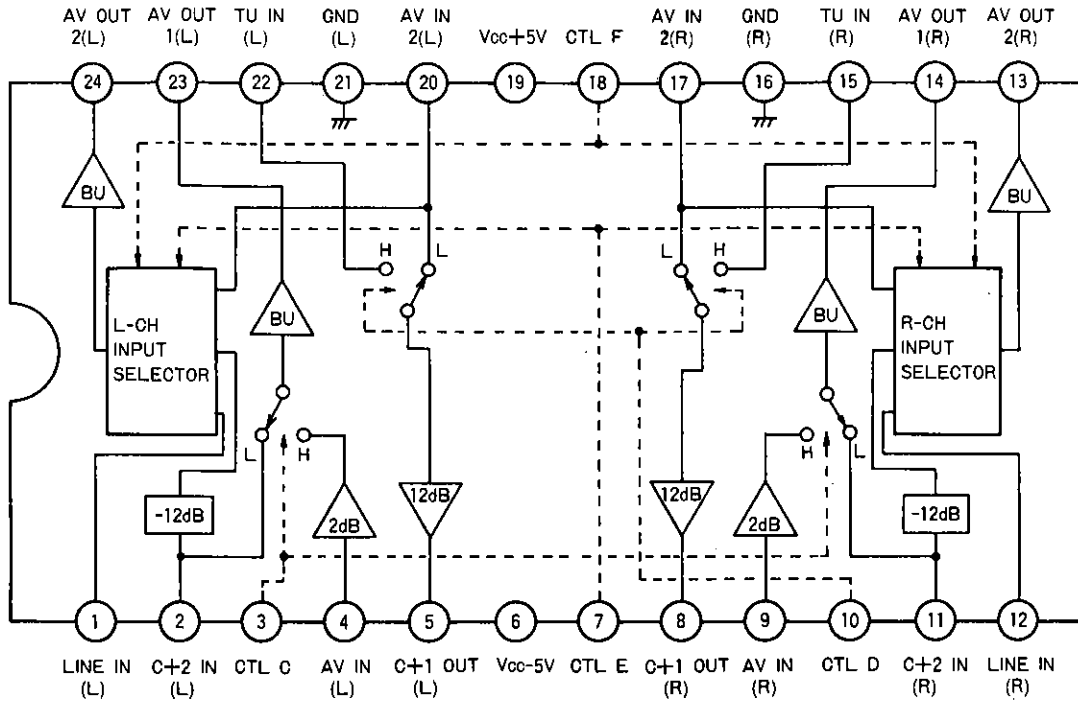 AV OUT AV OUT TU IN GND AV IN AV IN GND TU IN AV OUT AV OUT
2(L) 1(L) (L) (L) 2(L) Vcc+5V CTL F 2(R) (R) (R) 1(R) 2(R)
24 23 22 21 20 19 18 17 16 15 14 13
BU BU
H L L H
L-CH
INPUT
SELECTOR
BU BU
R-CH
INPUT
SELECTOR
L H H L
-12dB 2dB 12dB 12dB 2dB -12dB
1 2 3 4 5 6 7 8 9 10 11 12
LINE IN C+2 IN CTL C AV IN C+1 OUT Vcc-5V CTL E C+1 OUT AV IN CTL D C+2 IN LINE IN
(L) (L) (L) (L) (R) (R) (R) (R)